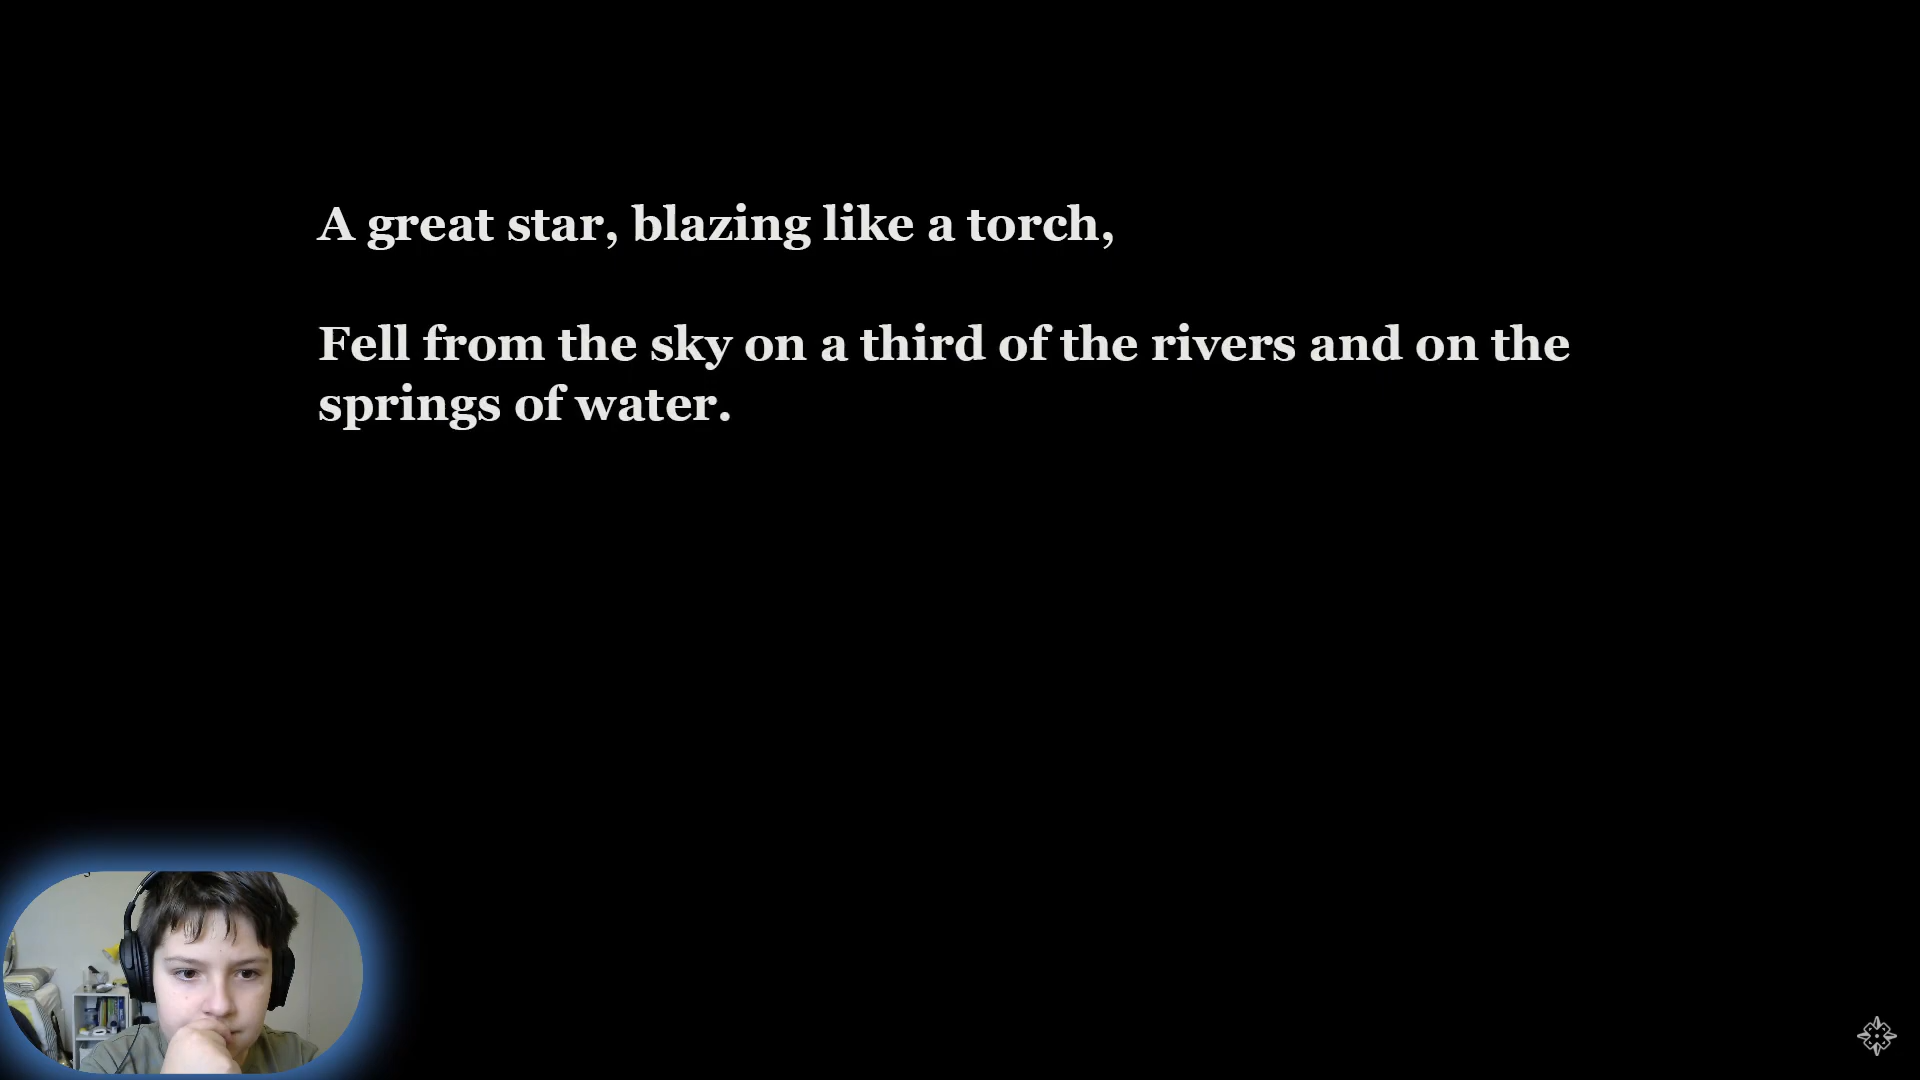 A great star, blazing like a torch,
Fell from the sky on a third of the rivers and on the
springs of water.